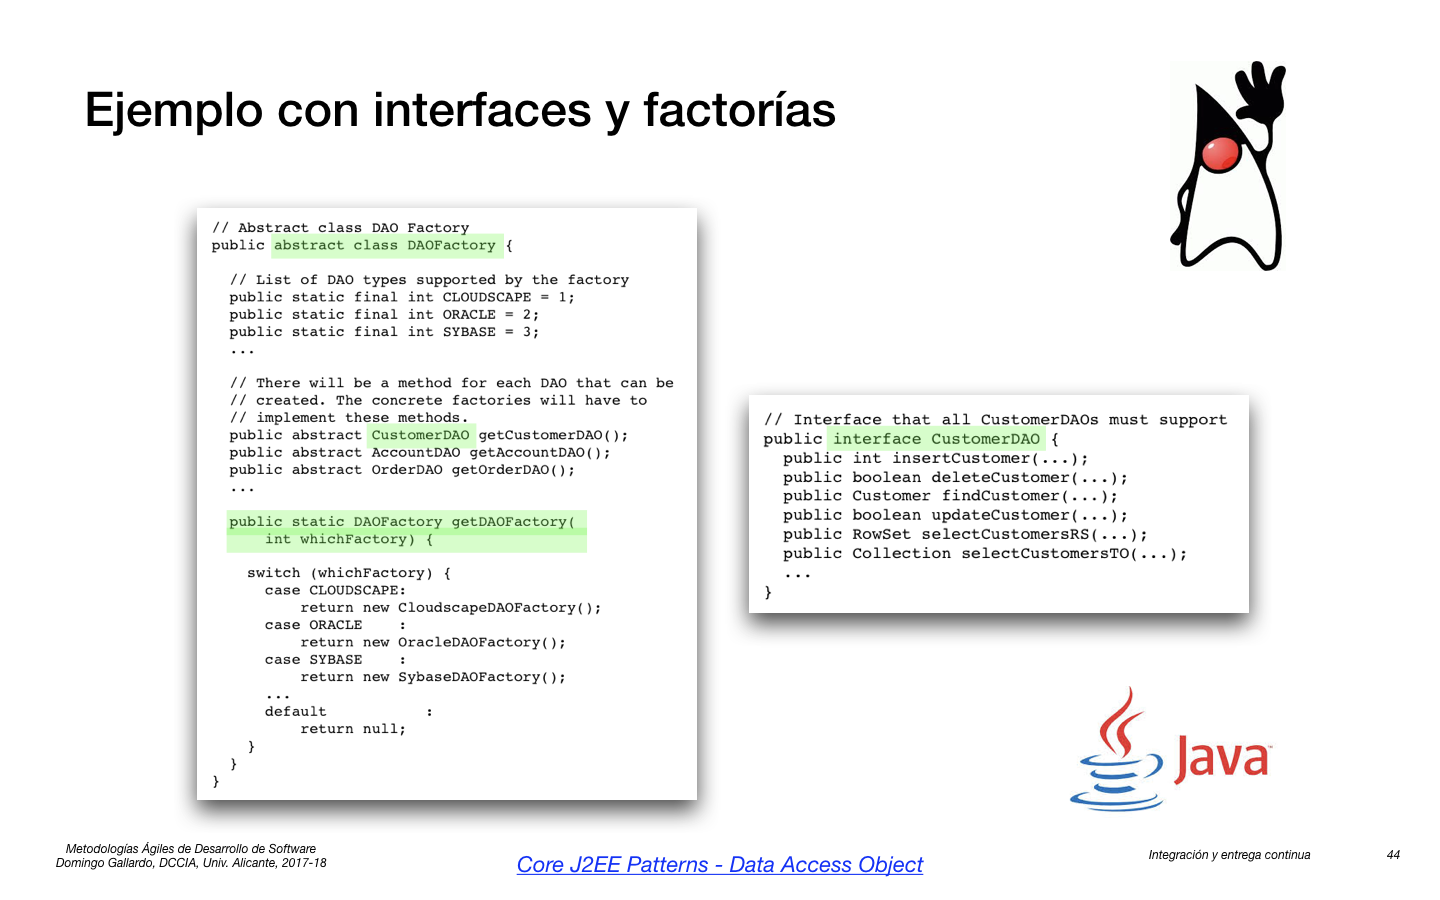 Ejemplo con interfaces y factorías
// Abstract class DAO Factory
public abstract class DAOFactory {
// List of DAO types supported by the factory
public static final int CLOUDSCAPE = 1;
public static final int ORACLE = 2;
public static final int SYBASE = 3;
...
// There will be a method for each DAO that can be
// created. The concrete factories will have to
// implement these methods.
public abstract CustomerDAO getCustomerDAO();
public abstract AccountDAO getAccountDAO();
public abstract OrderDAO getOrderDAO();
...
public static DAOFactory getDAOFactory(
int whichFactory) {
switch (whichFactory) {
case CLOUDSCAPE:
return new CloudscapeDAOFactory();
case ORACLE    :
return new OracleDAOFactory();
case SYBASE    :
return new SybaseDAOFactory();
...
default           :
return null;
}
}
}
// Interface that all CustomerDAOs must support
public interface CustomerDAO {
public int insertCustomer(...);
public boolean deleteCustomer(...);
public Customer findCustomer(...);
public boolean updateCustomer(...);
public RowSet selectCustomersRS(...);
public Collection selectCustomersTO(...);
...
}
Java™
Metodologías Ágiles de Desarrollo de Software
Domingo Gallardo, DCCIA, Univ. Alicante, 2017-18
Core J2EE Patterns - Data Access Object
Integración y entrega continua
44